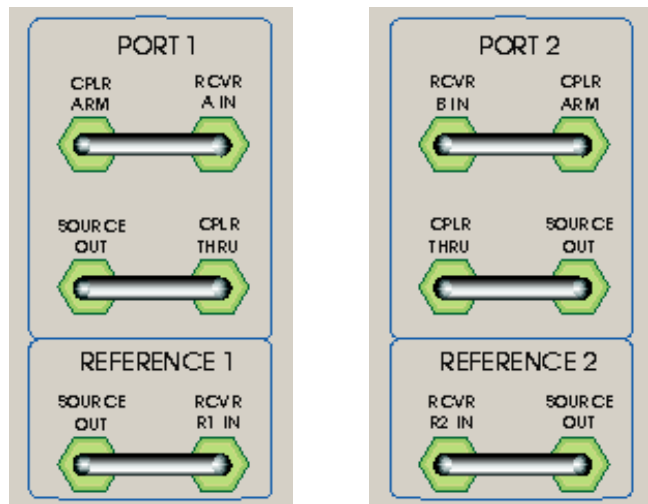 PORT 1
CPLR ARM
RCVR A IN
SOURCE OUT
CPLR THRU
REFERENCE 1
SOURCE OUT
RCVR R1 IN
PORT 2
RCVR B IN
CPLR ARM
CPLR THRU
SOURCE OUT
REFERENCE 2
RCVR R2 IN
SOURCE OUT